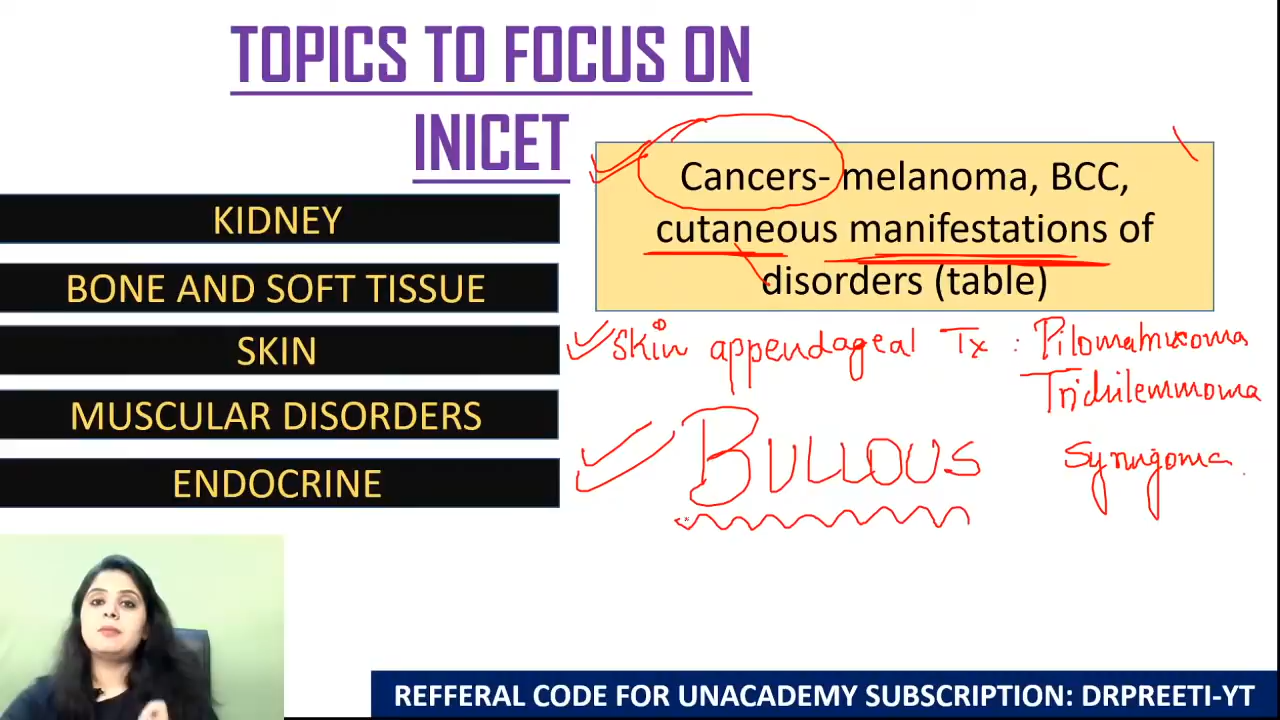 TOPICS TO FOCUS ON
INICET
KIDNEY
BONE AND SOFT TISSUE
SKIN
MUSCULAR DISORDERS
ENDOCRINE
Cancers- melanoma, BCC,
cutaneous manifestations of
disorders (table)
Skin appendageal Tx : Pilomatrixoma
Trichilemmoma
Syringoma
BULLOUS
REFFERAL CODE FOR UNACADEMY SUBSCRIPTION: DRPREETI-YT